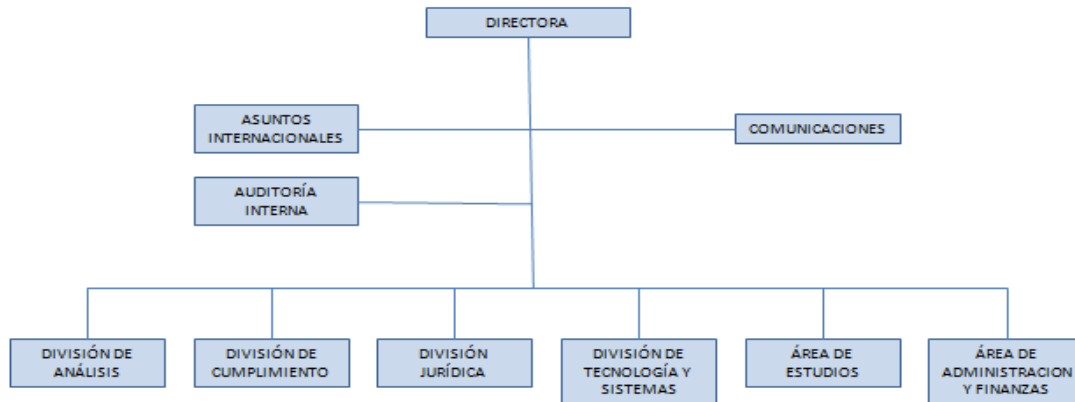 DIRECTORA
ASUNTOS
INTERNACIONALES
COMUNICACIONES
AUDITORÍA
INTERNA
DIVISIÓN DE
ANÁLISIS
DIVISIÓN DE
CUMPLIMIENTO
DIVISIÓN
JURÍDICA
DIVISIÓN DE
TECNOLOGÍA Y
SISTEMAS
ÁREA DE
ESTUDIOS
ÁREA DE
ADMINISTRACION
Y FINANZAS